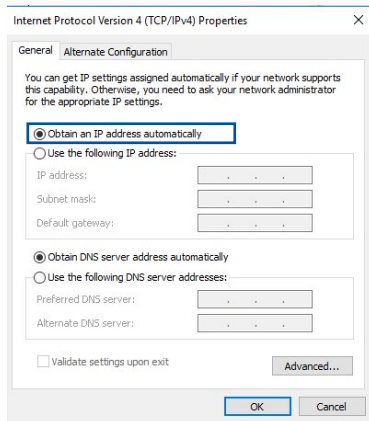 Internet Protocol Version 4 (TCP/IPv4) Properties
General
Alternate Configuration
You can get IP settings assigned automatically if your network supports
this capability. Otherwise, you need to ask your network administrator
for the appropriate IP settings.
Obtain an IP address automatically
Use the following IP address:
IP address:
Subnet mask:
Default gateway:
Obtain DNS server address automatically
Use the following DNS server addresses:
Preferred DNS server:
Alternate DNS server:
Validate settings upon exit
Advanced...
OK
Cancel